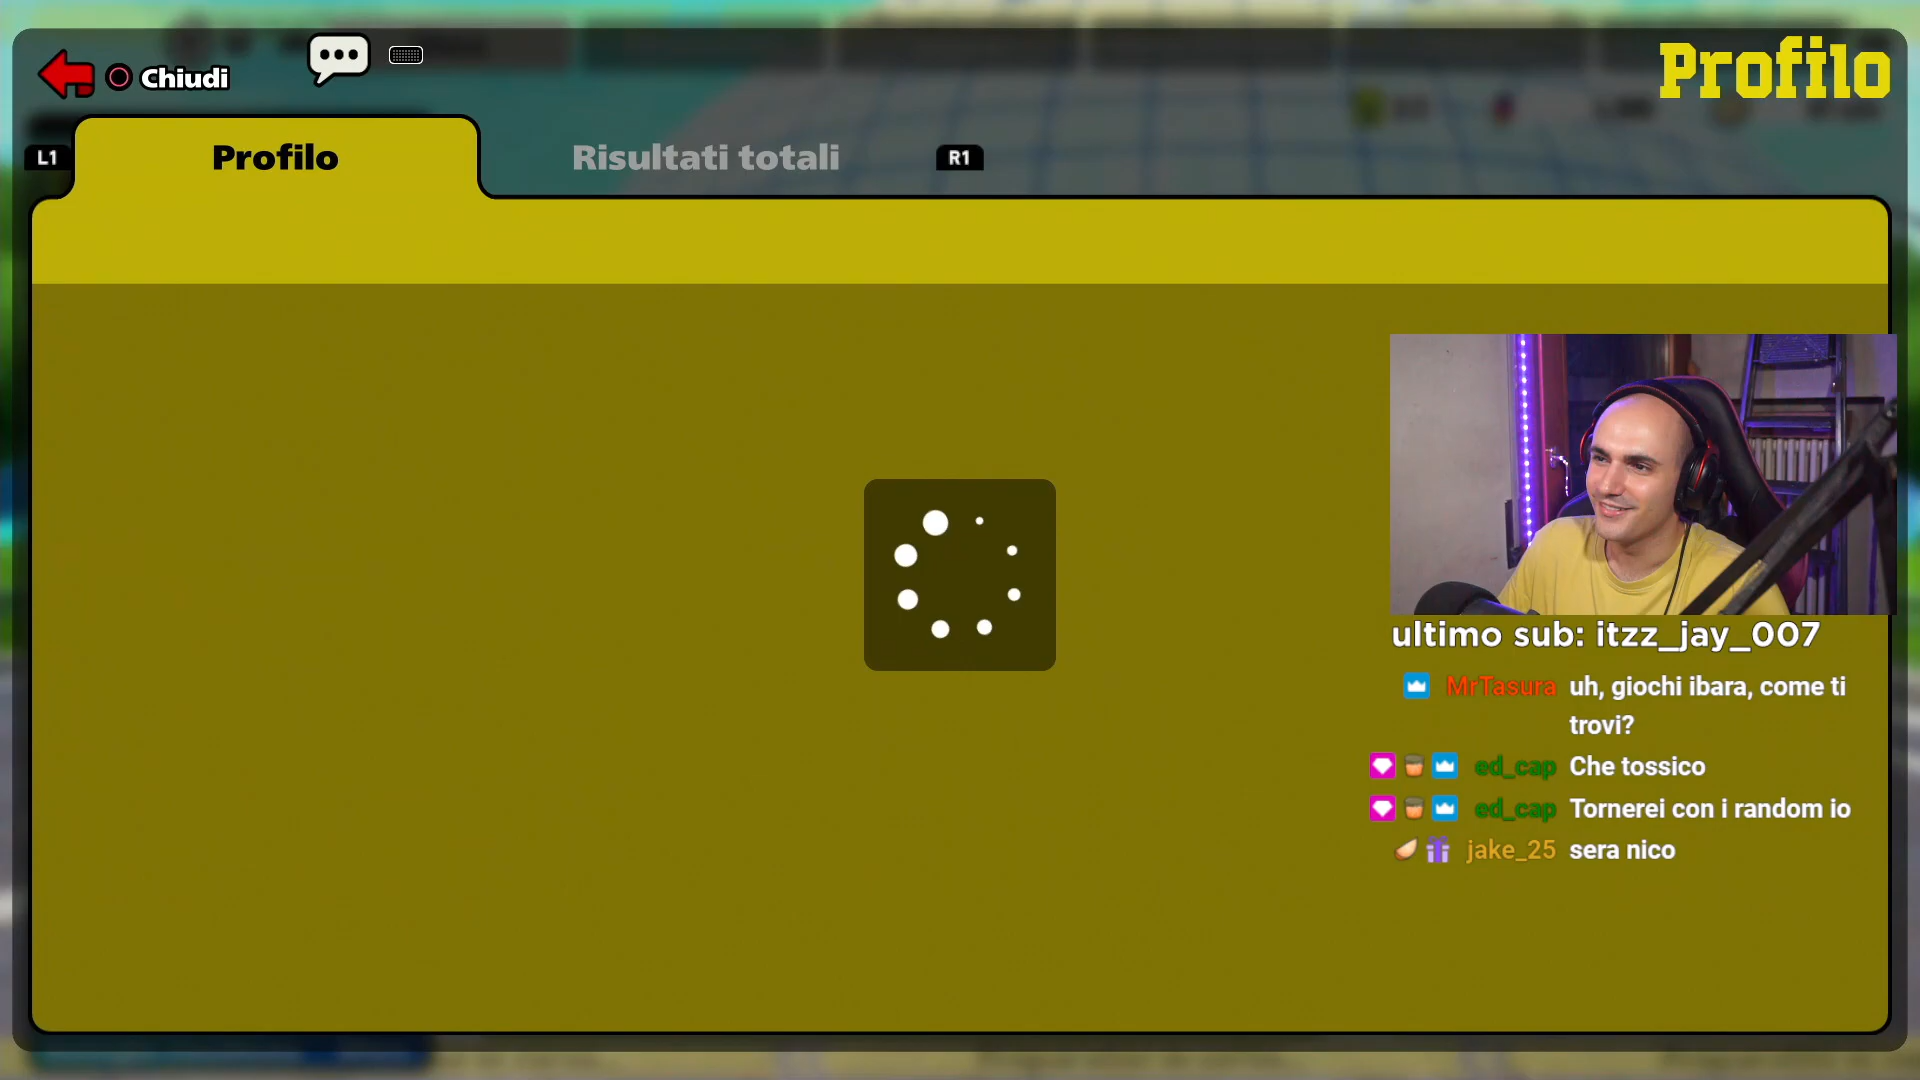 Chiudi
Profilo
L1
Profilo
Risultati totali
R1
ultimo sub: itzz_jay_007
MrTasura uh, giochi ibara, come ti
trovi?
ed_cap Che tossico
ed_cap Tornerei con i random io
jake_25 sera nico